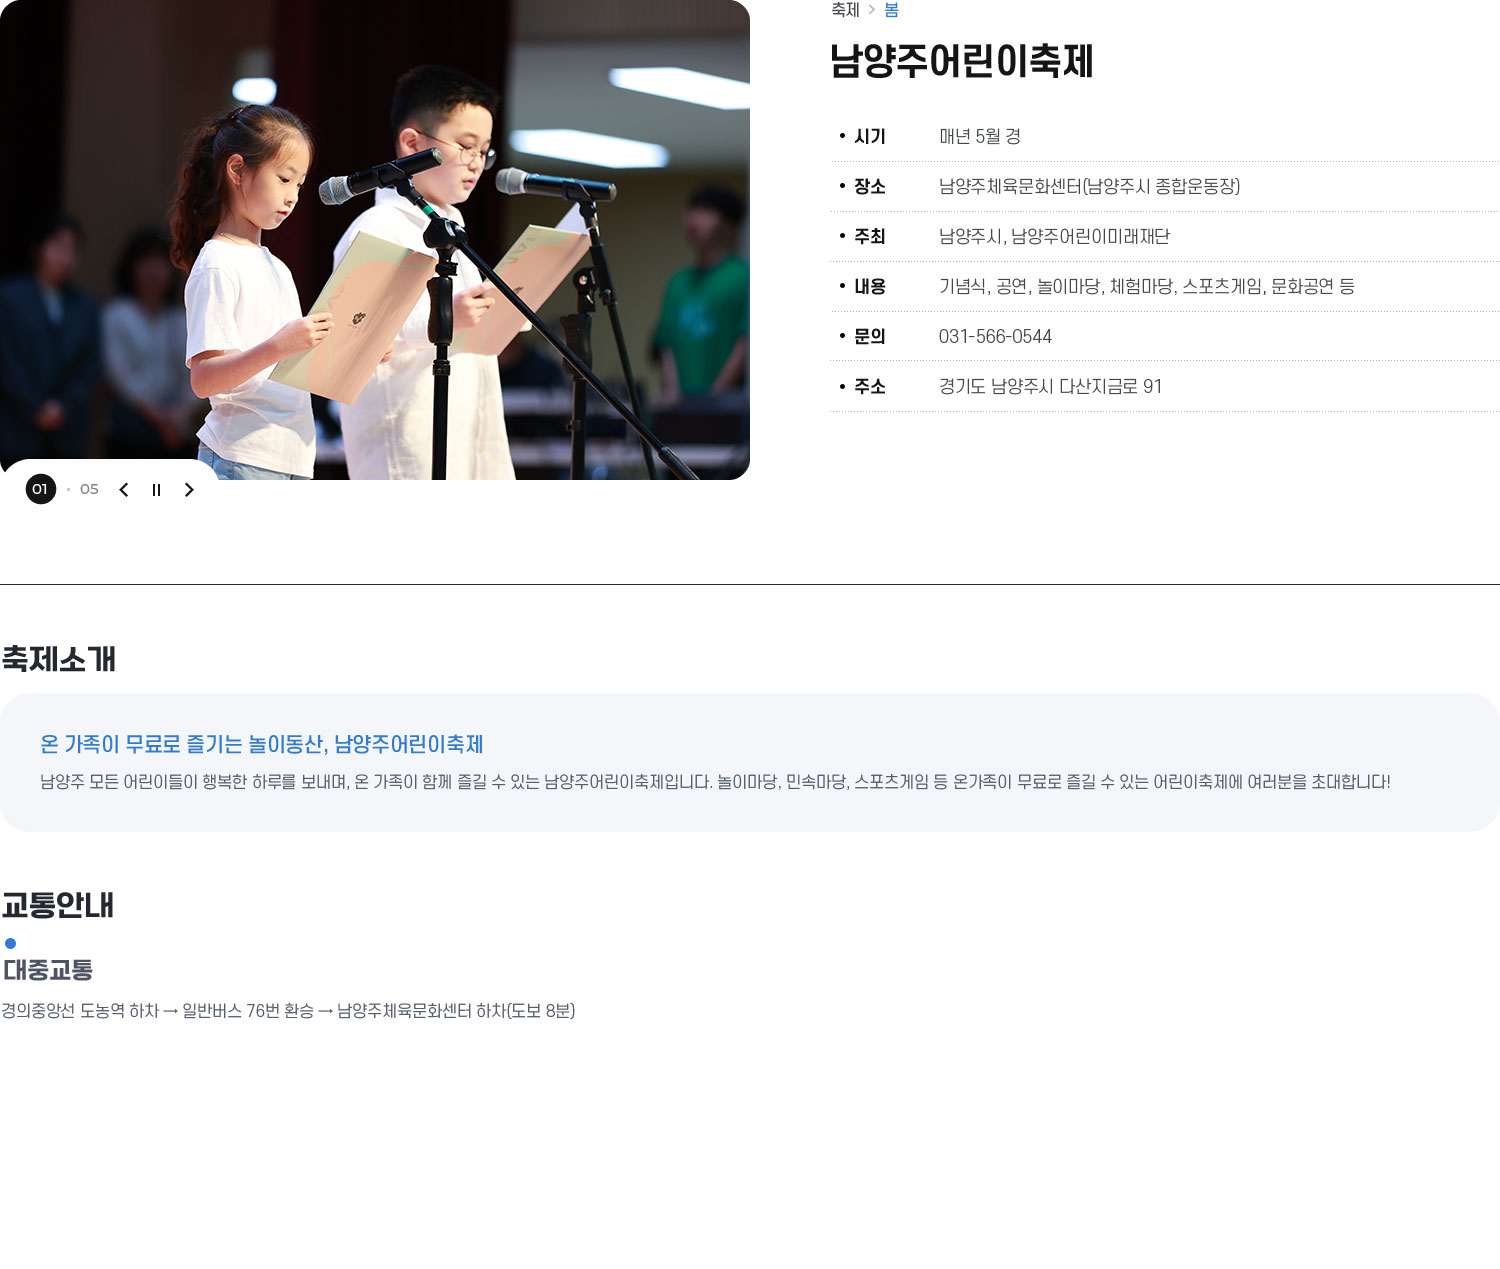 축제 > 봄
남양주어린이축제
• 시기 매년 5월 경
• 장소 남양주체육문화센터(남양주시 종합운동장)
• 주최 남양주시, 남양주어린이미래재단
• 내용 기념식, 공연, 놀이마당, 체험마당, 스포츠게임, 문화공연 등
• 문의 031-566-0544
• 주소 경기도 남양주시 다산지금로 91
01 • 05
축제소개
온 가족이 무료로 즐기는 놀이동산, 남양주어린이축제
남양주 모든 어린이들이 행복한 하루를 보내며, 온 가족이 함께 즐길 수 있는 남양주어린이축제입니다. 놀이마당, 민속마당, 스포츠게임 등 온가족이 무료로 즐길 수 있는 어린이축제에 여러분을 초대합니다!
교통안내
대중교통
경의중앙선 도농역 하차 → 일반버스 76번 환승 → 남양주체육문화센터 하차(도보 8분)